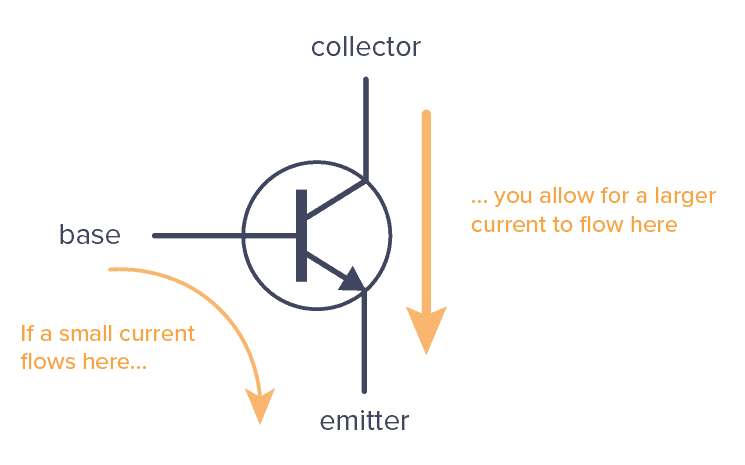 collector
... you allow for a larger
current to flow here
base
If a small current
flows here...
emitter